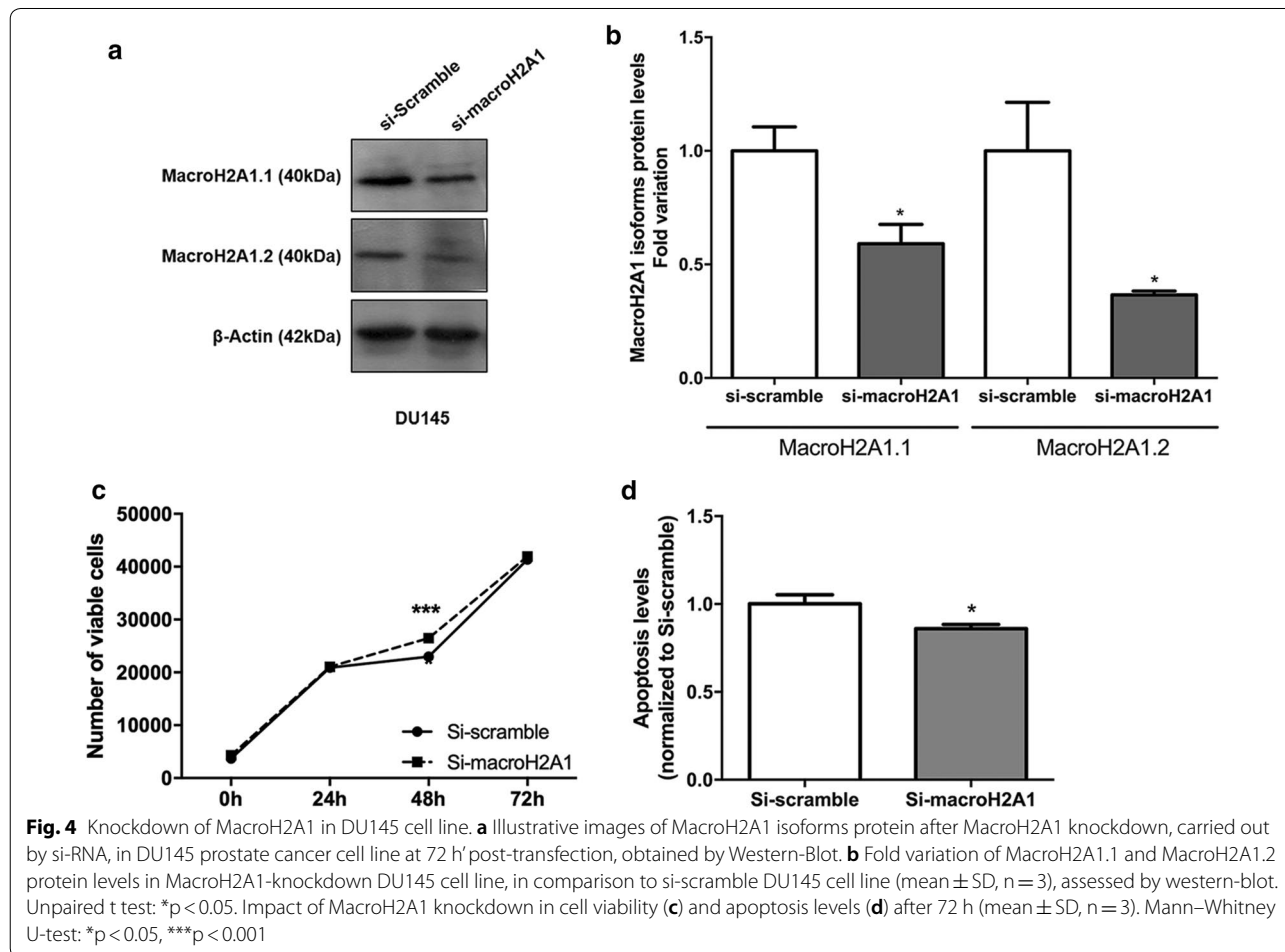 a
si-Scramble
si-macroH2A1
MacroH2A1.1 (40kDa)
MacroH2A1.2 (40kDa)
β-Actin (42kDa)
DU145
b
MacroH2A1 isoforms protein levels
Fold variation
1.5
1.0
0.5
0.0
*
*
si-scramble si-macroH2A1 si-scramble si-macroH2A1
MacroH2A1.1 MacroH2A1.2
c
Number of viable cells
50000
40000
30000
20000
10000
0
***
*
Si-scramble
Si-macroH2A1
0h 24h 48h 72h
d
Apoptosis levels
(normalized to Si-scramble)
1.5
1.0
0.5
0.0
*
Si-scramble Si-macroH2A1
Fig. 4 Knockdown of MacroH2A1 in DU145 cell line. a Illustrative images of MacroH2A1 isoforms protein after MacroH2A1 knockdown, carried out
by si-RNA, in DU145 prostate cancer cell line at 72 h’ post-transfection, obtained by Western-Blot. b Fold variation of MacroH2A1.1 and MacroH2A1.2
protein levels in MacroH2A1-knockdown DU145 cell line, in comparison to si-scramble DU145 cell line (mean ± SD, n = 3), assessed by western-blot.
Unpaired t test: *p < 0.05. Impact of MacroH2A1 knockdown in cell viability (c) and apoptosis levels (d) after 72 h (mean ± SD, n = 3). Mann–Whitney
U-test: *p < 0.05, ***p < 0.001